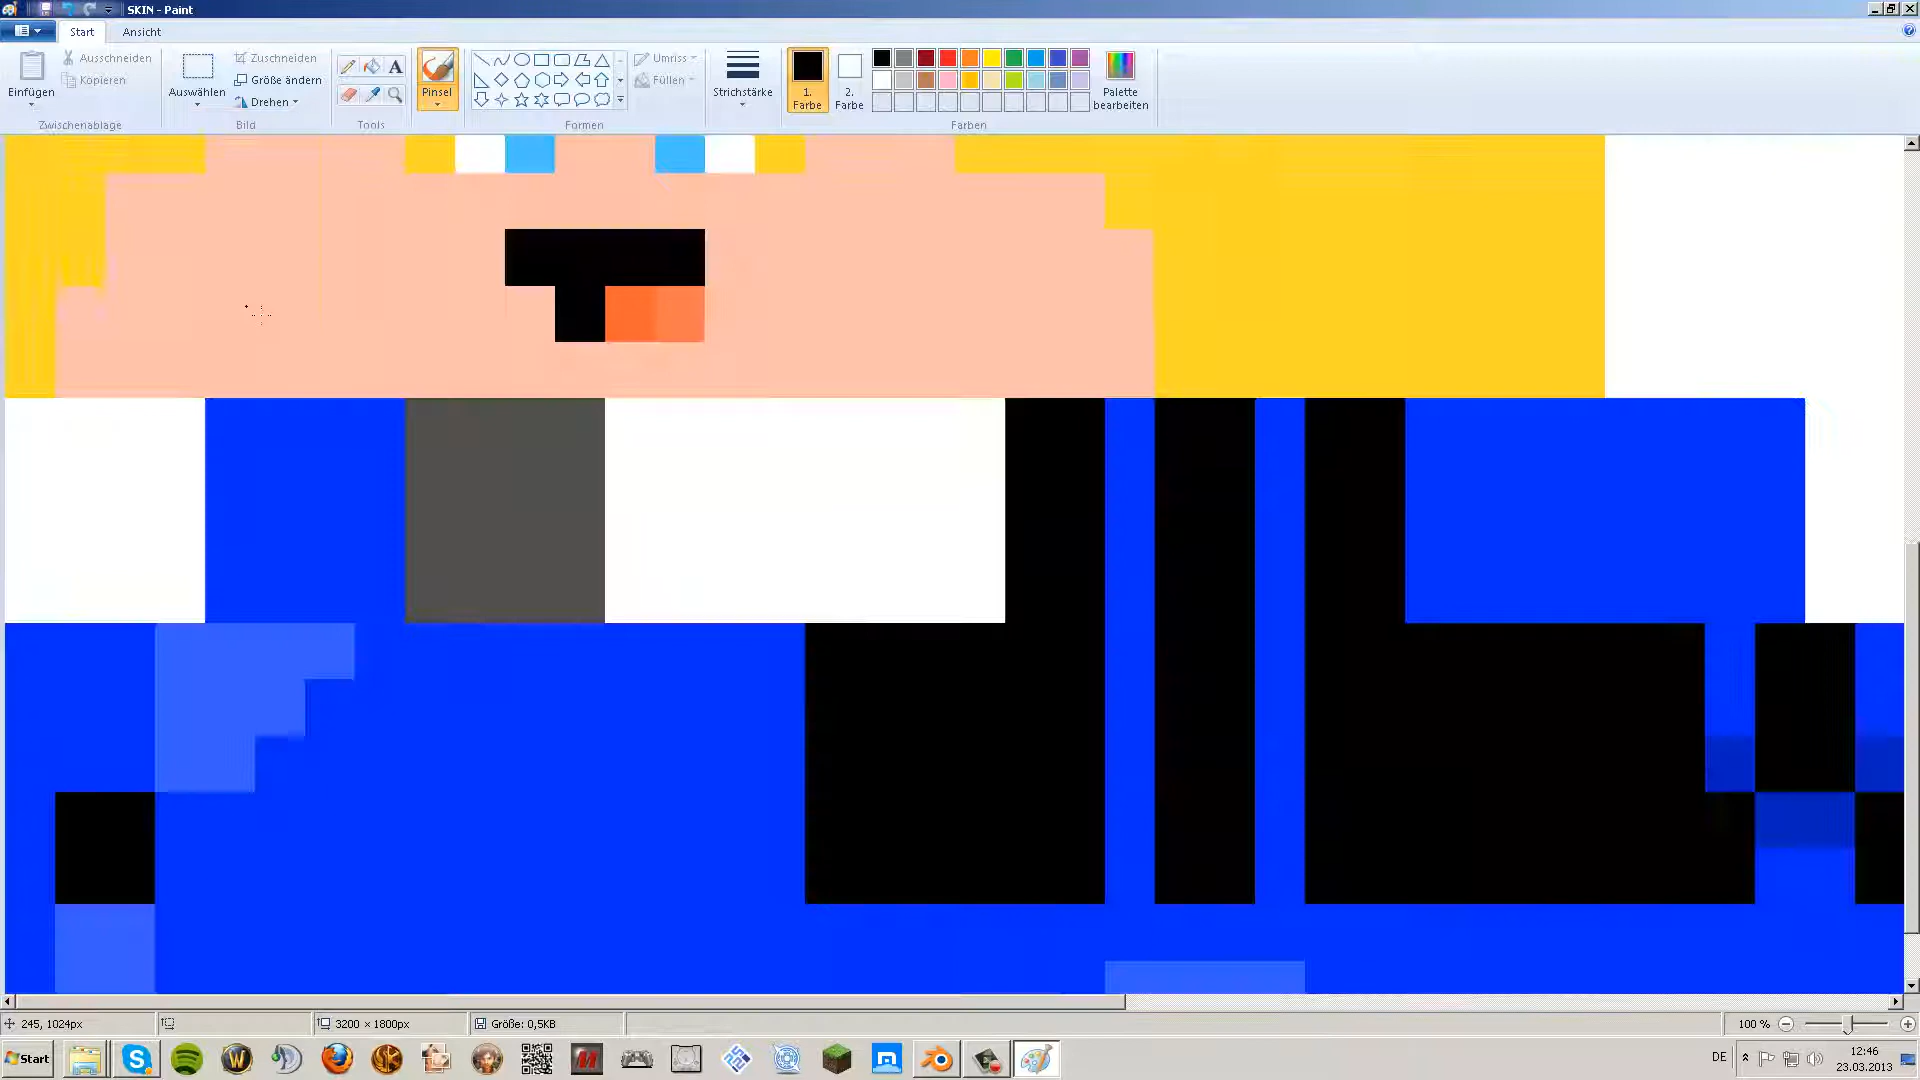 SKIN - Paint
Start
Ansicht
Einfügen
Ausschneiden
Kopieren
Zwischenablage
Auswählen
Zuschneiden
Größe ändern
Drehen
Bild
A
Tools
Pinsel
Umriss
Füllen
Formen
Strichstärke
1.
Farbe
2.
Farbe
Palette
bearbeiten
Farben
245, 1024px
3200 × 1800px
Größe: 0,5KB
100 %
Start
DE
12:46
23.03.2013